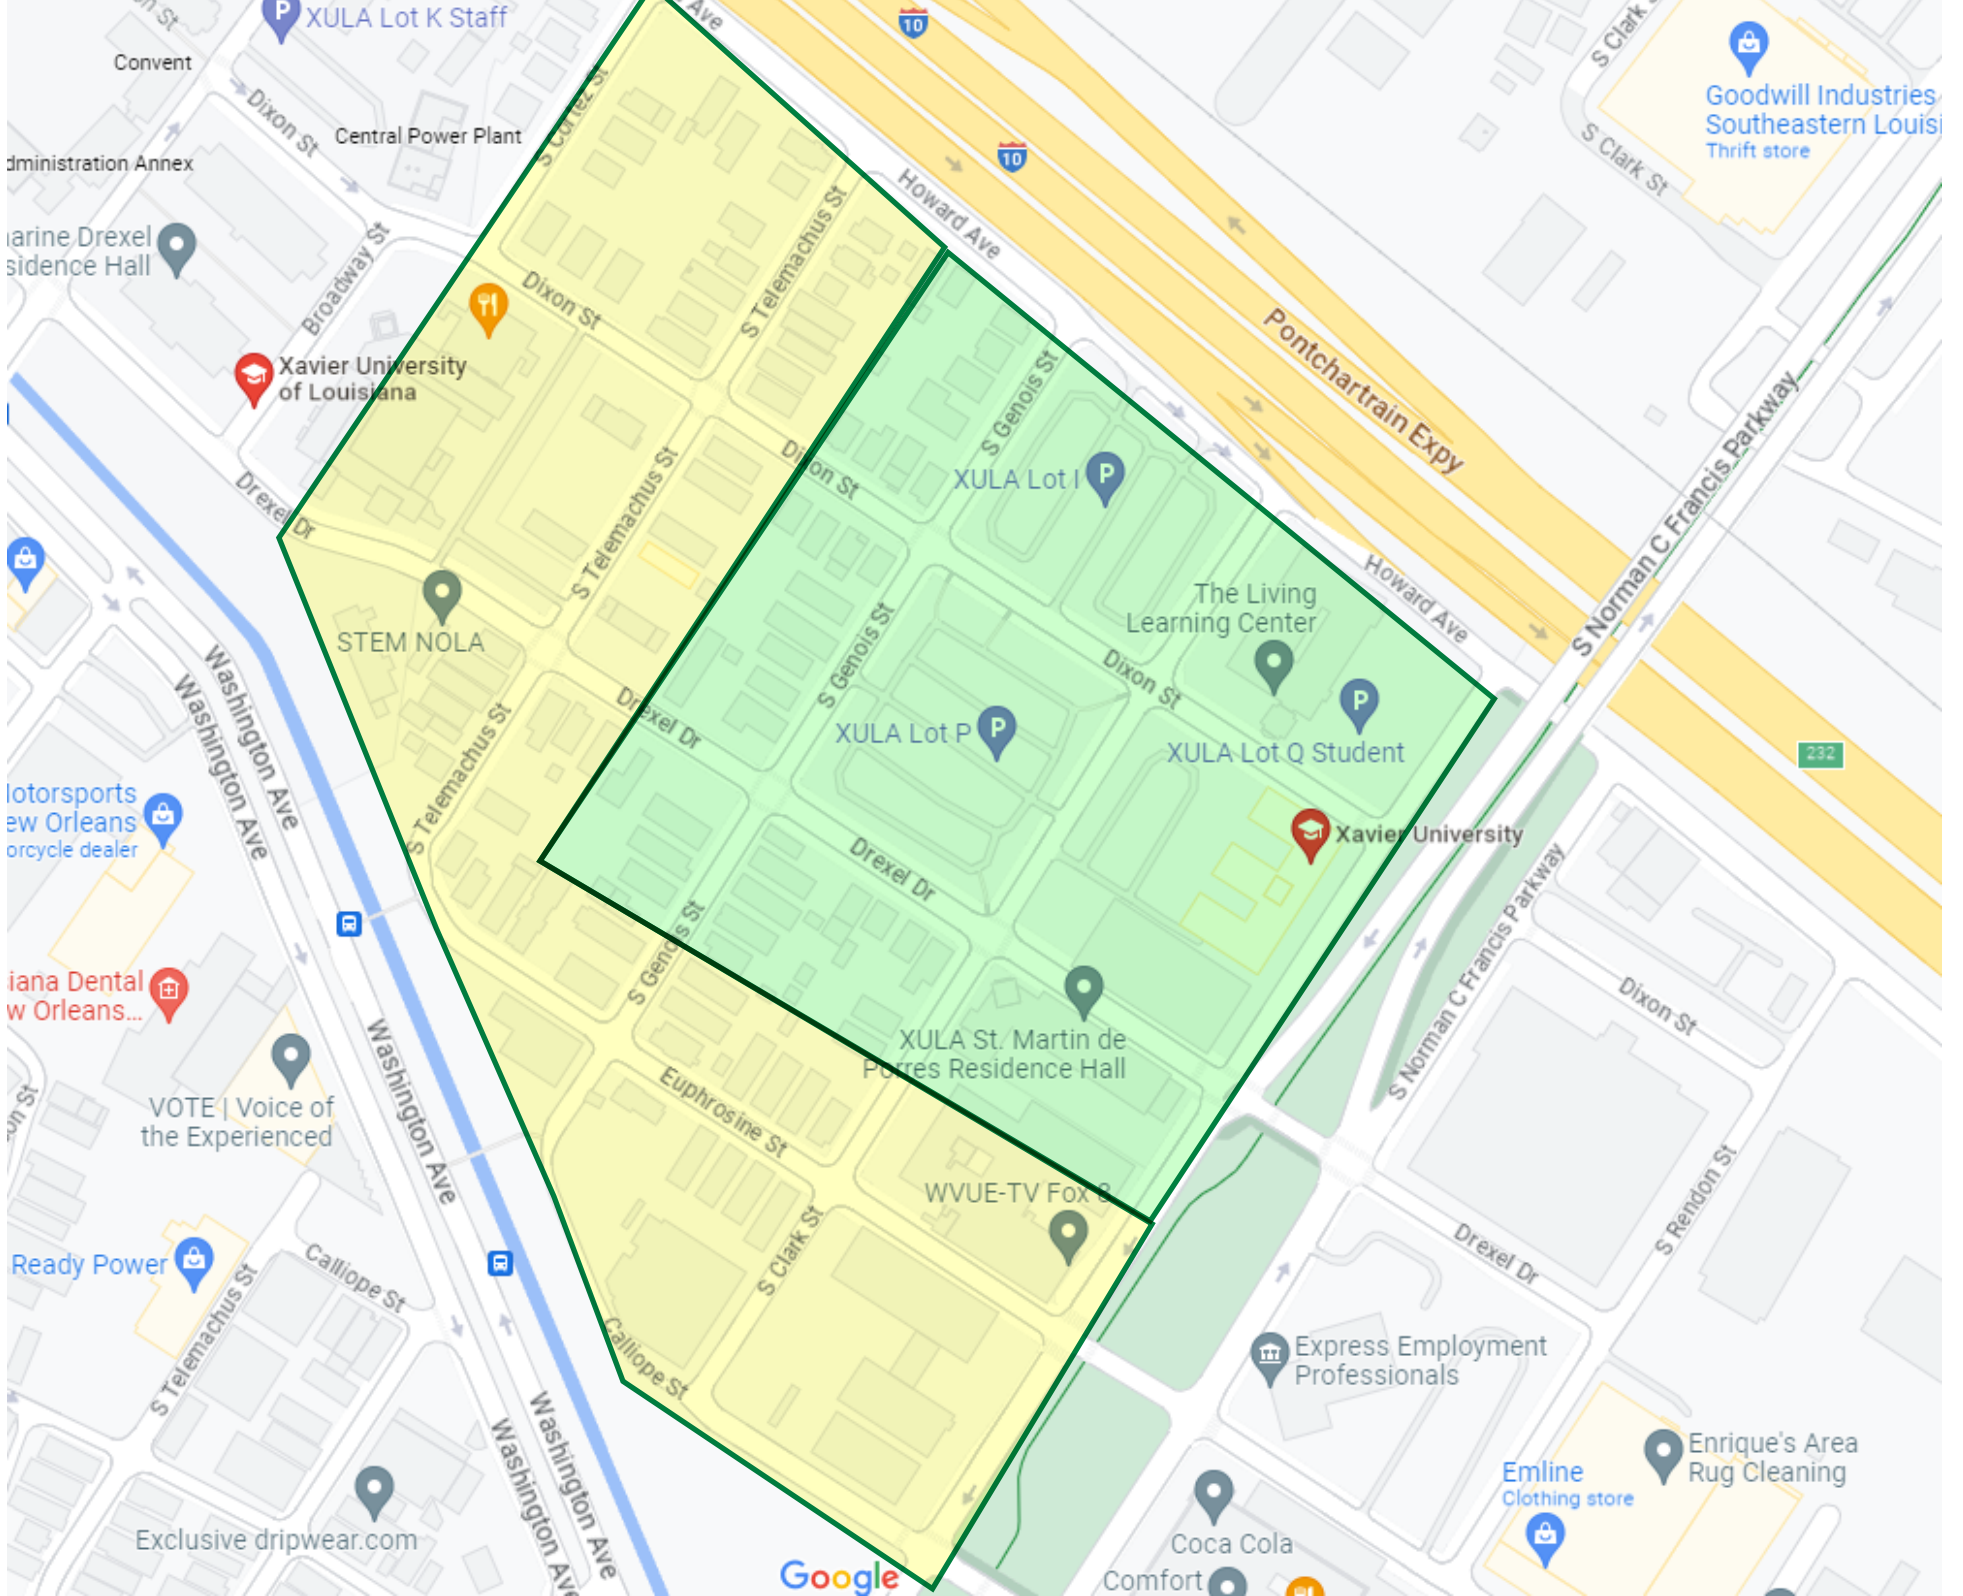 XULA Lot K Staff
Ave
10
Convent
Dixon St
Central Power Plant
S Cortez St
10
S Clark
Goodwill Industries
Southeastern Louisi
Thrift store
S Clark St
dministration Annex
Howard Ave
S Telemachus St
arine Drexel
sidence Hall
Broadway St
Dixon St
Pontchartrain Expy
Xavier University
of Louisiana
S Genois St
S Norman C Francis Parkway
Dixon St
XULA Lot I
Drexel Dr
S Telemachus St
Howard Ave
The Living
Learning Center
STEM NOLA
S Genois St
Dixon St
Washington Ave
Washington Ave
Drexel Dr
XULA Lot P
XULA Lot Q Student
232
S Telemachus St
lotorsports
ew Orleans
orcycle dealer
Xavier University
Drexel Dr
S Norman C Francis Parkway
S Genois St
iana Dental
w Orleans...
Dixon St
XULA St. Martin de
Porres Residence Hall
Washington Ave
Euphrosine St
on St
VOTE | Voice of
the Experienced
WVUE-TV Fox 8
S Rendon St
S Clark St
Drexel Dr
Ready Power
Calliope St
S Telemachus St
Calliope St
Express Employment
Professionals
Enrique's Area
Rug Cleaning
Emline
Clothing store
Washington Ave
Washington Ave
Exclusive dripwear.com
Coca Cola
Google
Comfort